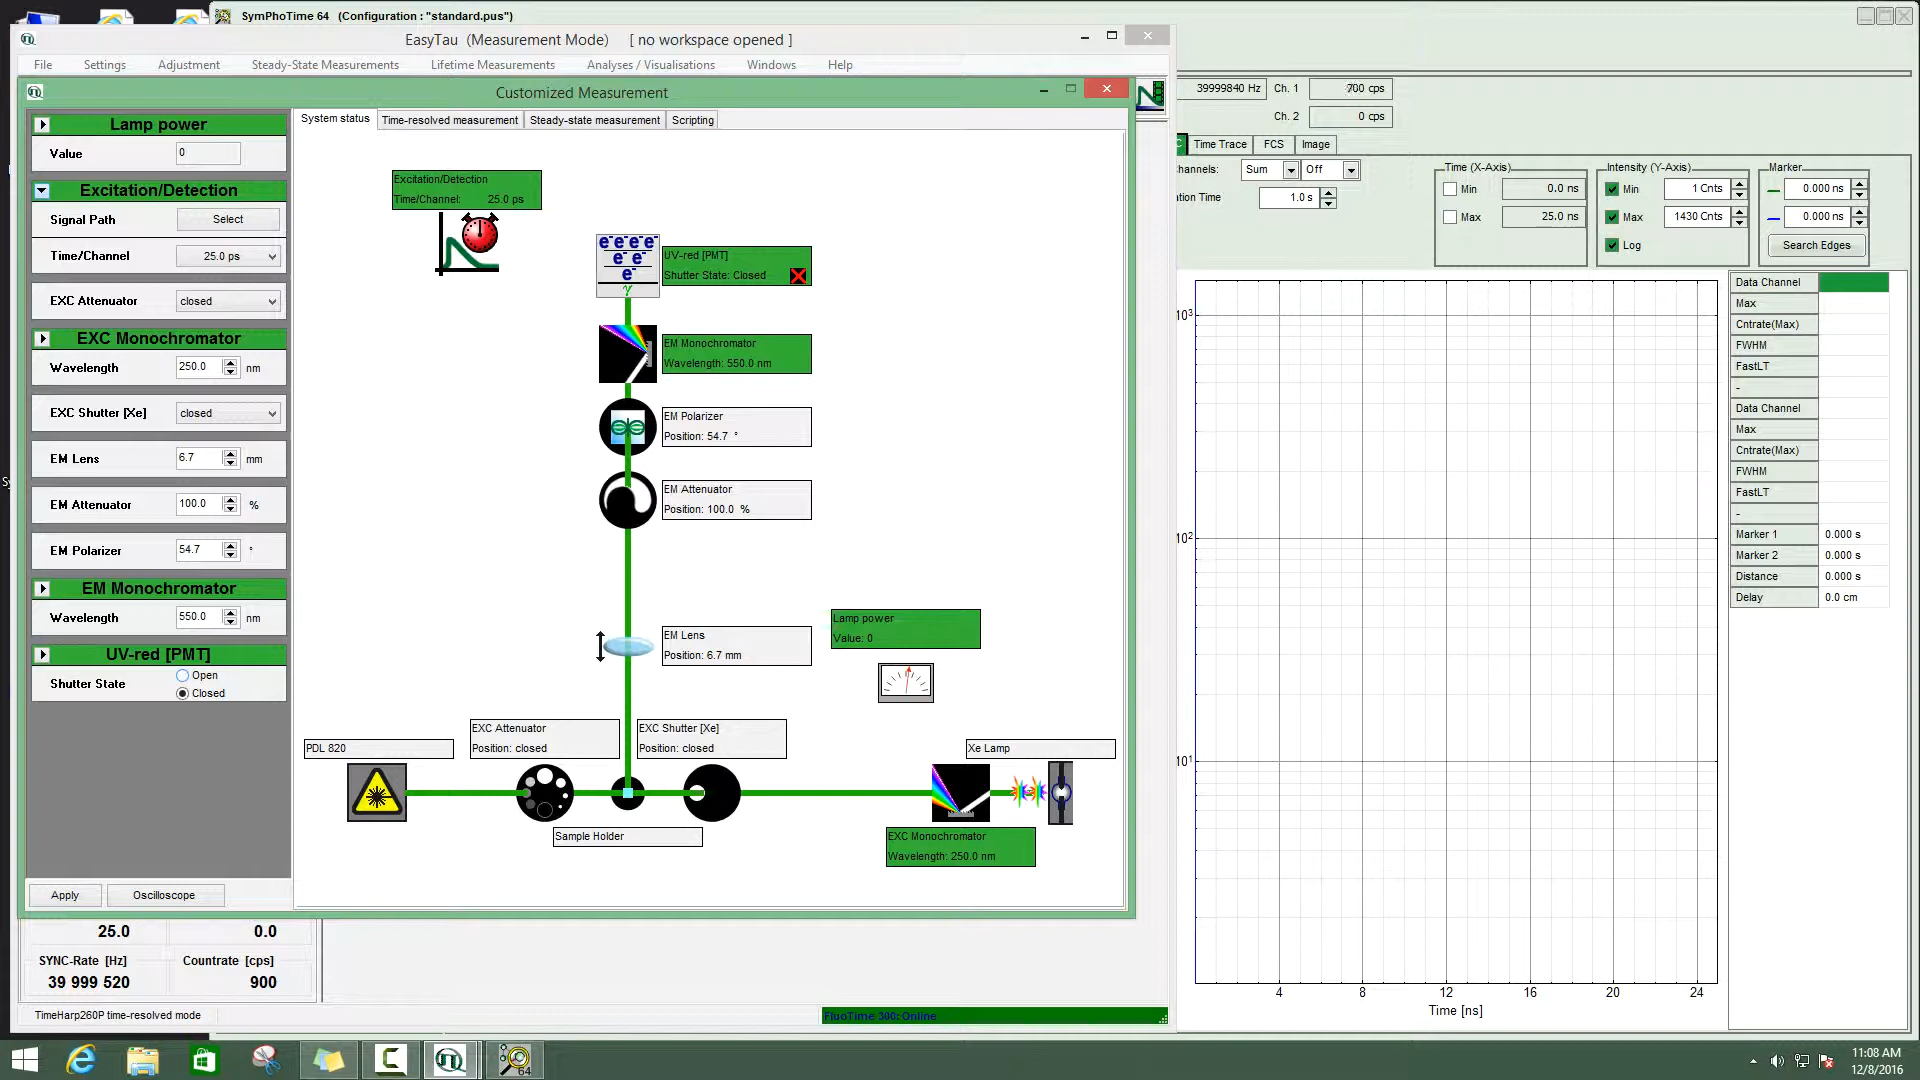 SymPhoTime 64   (Configuration : "standard.pus")
EasyTau  (Measurement Mode)     [ no workspace opened ]
File Settings Adjustment Steady-State Measurements Lifetime Measurements Analyses / Visualisations Windows Help
Customized Measurement
System status Time-resolved measurement Steady-state measurement Scripting
Lamp power
Value 0
Excitation/Detection
Signal Path Select
Time/Channel 25.0 ps
EXC Attenuator closed
EXC Monochromator
Wavelength 250.0 nm
EXC Shutter [Xe] closed
EM Lens 6.7 mm
EM Attenuator 100.0 %
EM Polarizer 54.7 °
EM Monochromator
Wavelength 550.0 nm
UV-red [PMT]
Shutter State Open
Closed
Apply Oscilloscope
Excitation/Detection
Time/Channel: 25.0 ps
e⁻e⁻e⁻e⁻
e⁻ e⁻
e⁻
γ
UV-red [PMT]
Shutter State: Closed
EM Monochromator
Wavelength: 550.0 nm
EM Polarizer
Position: 54.7 °
EM Attenuator
Position: 100.0 %
EM Lens
Position: 6.7 mm
Lamp power
Value: 0
EXC Attenuator
Position: closed
EXC Shutter [Xe]
Position: closed
PDL 820
Xe Lamp
Sample Holder
EXC Monochromator
Wavelength: 250.0 nm
25.0 0.0
SYNC-Rate [Hz] Countrate [cps]
39 999 520 900
TimeHarp260P time-resolved mode
FluoTime 300: Online
39999840 Hz Ch. 1 700 cps
Ch. 2 0 cps
C Time Trace FCS Image
hannels: Sum Off
ation Time 1.0 s
Time (X-Axis)
Min 0.0 ns
Max 25.0 ns
Intensity (Y-Axis)
Min 1 Cnts
Max 1430 Cnts
Log
Marker
0.000 ns
0.000 ns
Search Edges
10³
10²
10¹
4 8 12 16 20 24
Time [ns]
Data Channel
Max
Cntrate(Max)
FWHM
FastLT
-
Data Channel
Max
Cntrate(Max)
FWHM
FastLT
-
Marker 1 0.000 s
Marker 2 0.000 s
Distance 0.000 s
Delay 0.0 cm
Sy
64
11:08 AM
12/8/2016